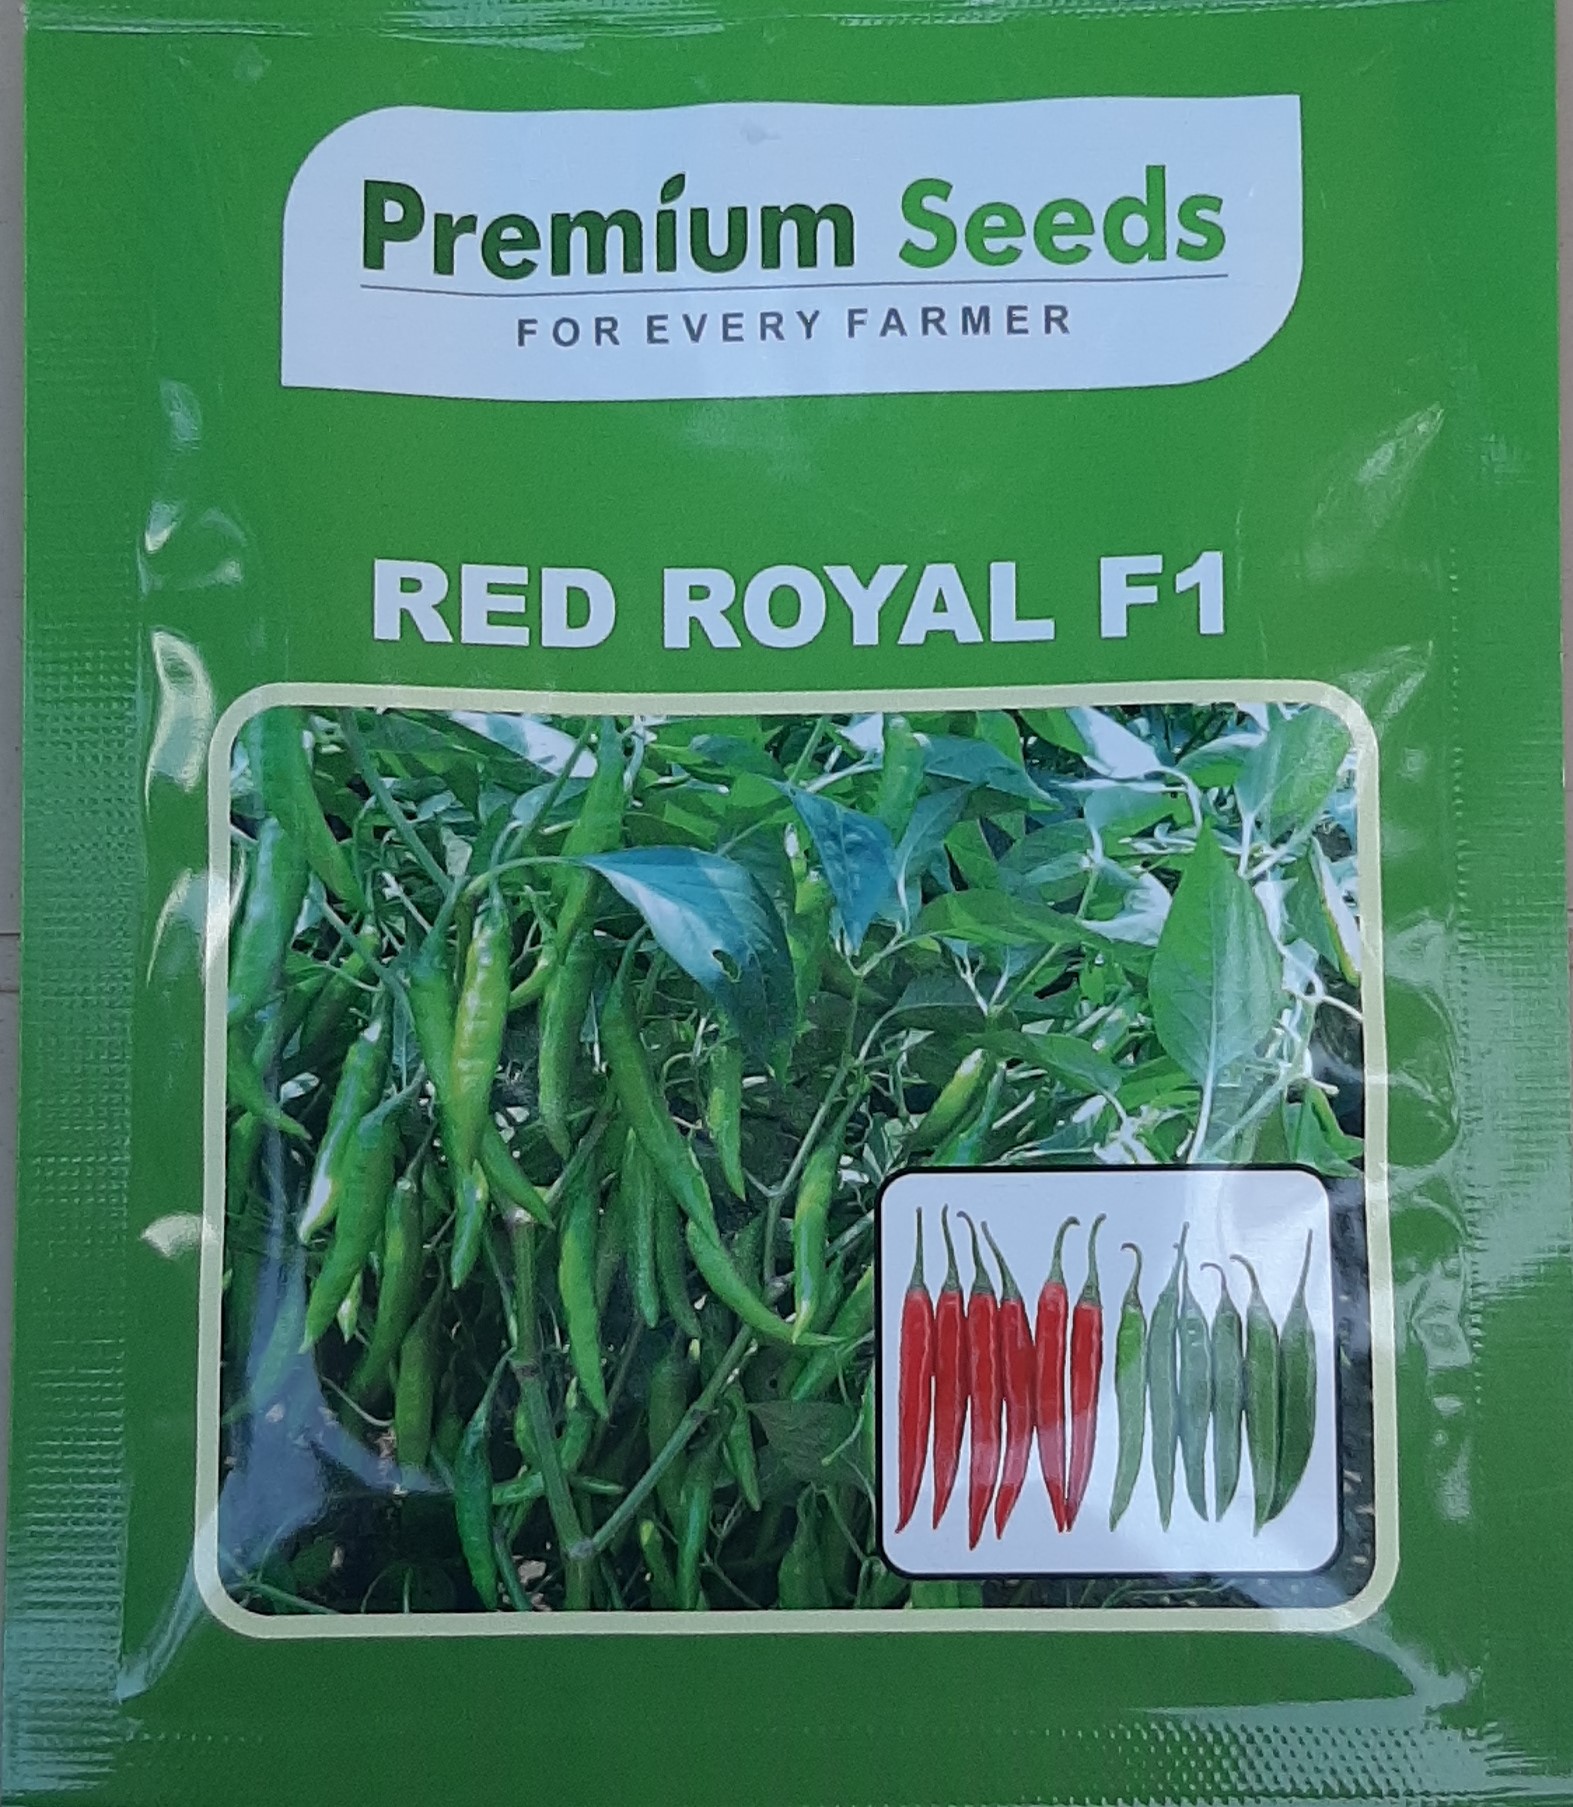 Premium Seeds
FOR EVERY FARMER
RED ROYAL F1